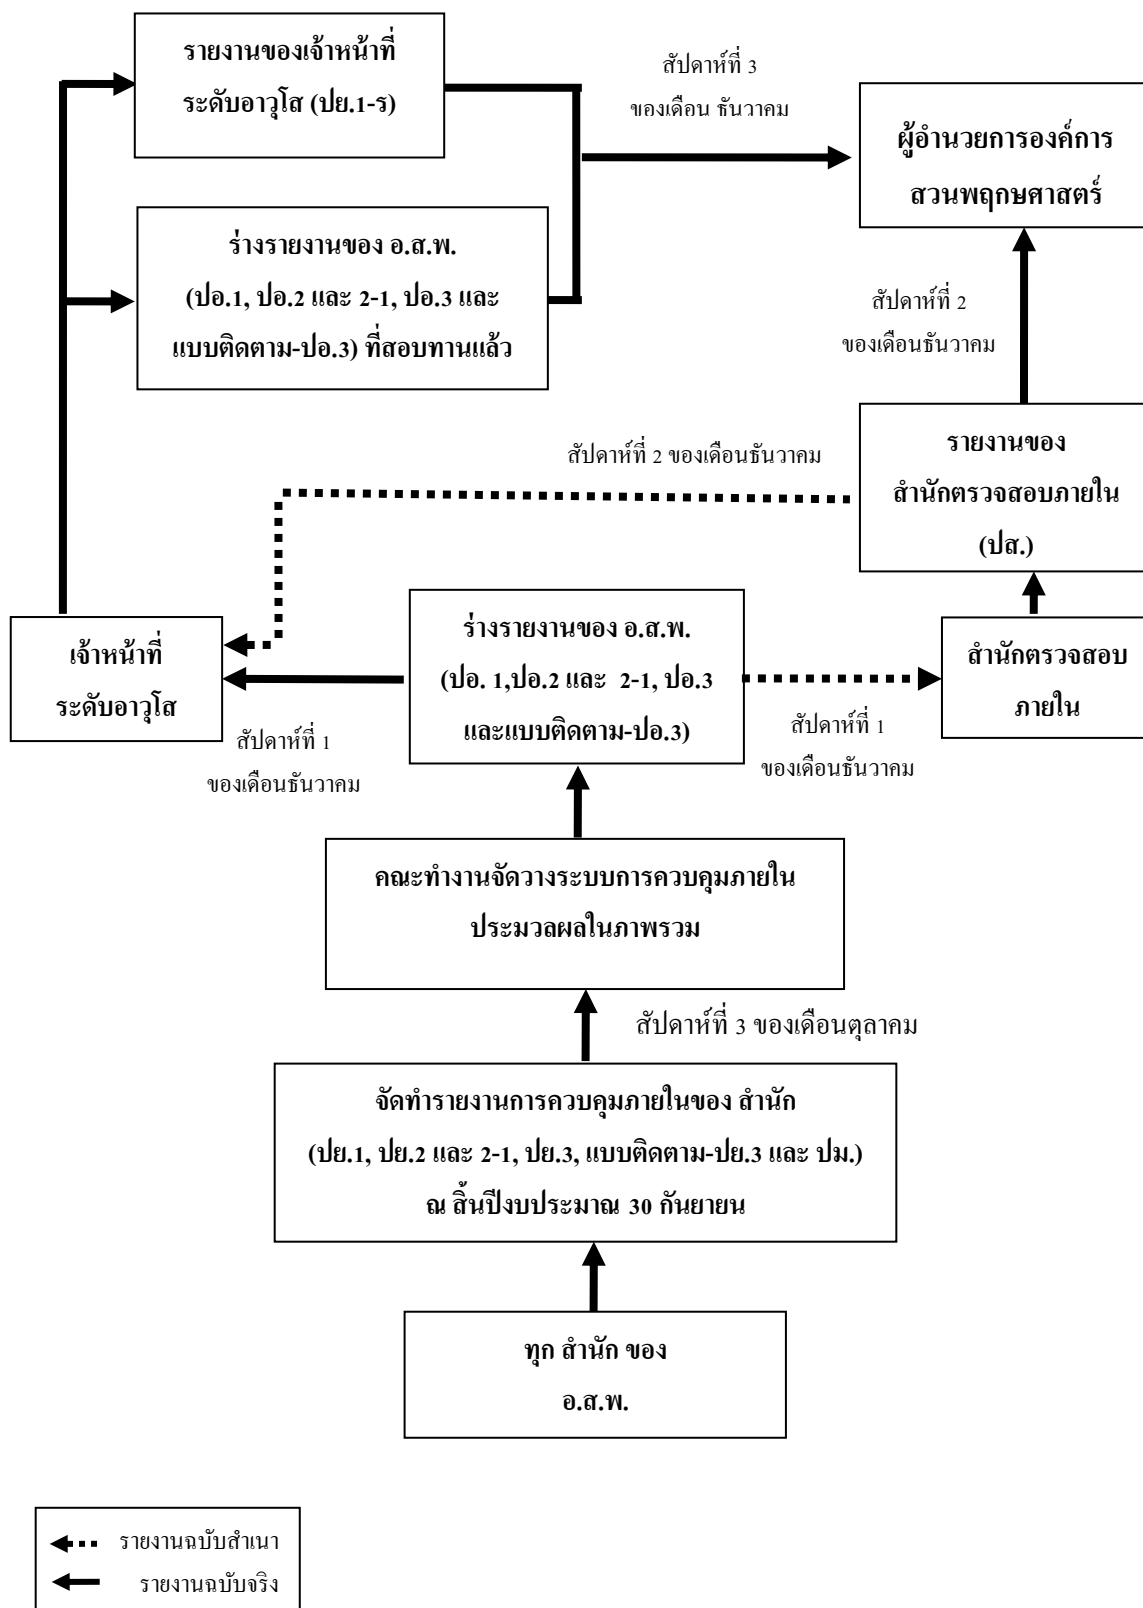 รายงานของเจ้าหน้าที่
ระดับอาวุโส (ปย.1-ร)
สัปดาห์ที่ 3
ของเดือน ธันวาคม
ผู้อำนวยการองค์การ
สวนพฤกษศาสตร์
ร่างรายงานของ อ.ส.พ.
(ปอ.1, ปอ.2 และ 2-1, ปอ.3 และ
แบบติดตาม-ปอ.3) ที่สอบทานแล้ว
สัปดาห์ที่ 2
ของเดือนธันวาคม
สัปดาห์ที่ 2 ของเดือนธันวาคม
รายงานของ
สำนักตรวจสอบภายใน
(ปส.)
เจ้าหน้าที่
ระดับอาวุโส
ร่างรายงานของ อ.ส.พ.
(ปอ. 1,ปอ.2 และ 2-1, ปอ.3
และแบบติดตาม-ปอ.3)
สำนักตรวจสอบ
ภายใน
สัปดาห์ที่ 1
ของเดือนธันวาคม
สัปดาห์ที่ 1
ของเดือนธันวาคม
คณะทำงานจัดวางระบบการควบคุมภายใน
ประมวลผลในภาพรวม
สัปดาห์ที่ 3 ของเดือนตุลาคม
จัดทำรายงานการควบคุมภายในของ สำนัก
(ปย.1, ปย.2 และ 2-1, ปย.3, แบบติดตาม-ปย.3 และ ปม.)
ณ สิ้นปีงบประมาณ 30 กันยายน
ทุก สำนัก ของ
อ.ส.พ.
รายงานฉบับสำเนา
รายงานฉบับจริง